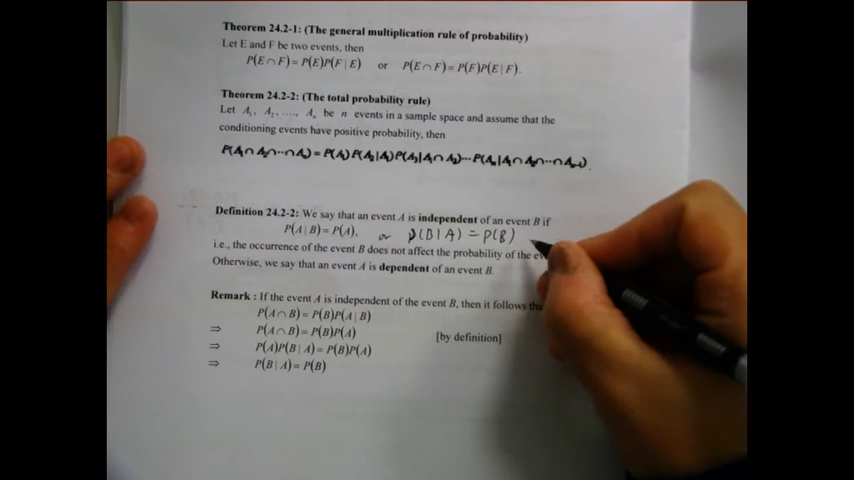 Theorem 24.2-1: (The general multiplication rule of probability)
Let E and F be two events, then
P(E∩F) = P(E)P(F | E) or P(E∩F) = P(F)P(E | F).
Theorem 24.2-2: (The total probability rule)
Let A₁, A₂, ...., Aₙ be n events in a sample space and assume that the
conditioning events have positive probability, then
P(A₁∩A₂∩···∩Aₙ) = P(A₁)P(A₂|A₁)P(A₃|A₁∩A₂)···P(Aₙ|A₁∩A₂∩···∩Aₙ₋₁).
Definition 24.2-2: We say that an event A is independent of an event B if
P(A | B) = P(A), or P(B | A) = P(B)
i.e., the occurrence of the event B does not affect the probability of the
Otherwise, we say that an event A is dependent of an event B.
Remark : If the event A is independent of the event B, then it follows
P(A∩B) = P(B)P(A | B)
⇒ P(A∩B) = P(B)P(A) [by definition]
⇒ P(A)P(B | A) = P(B)P(A)
⇒ P(B | A) = P(B)